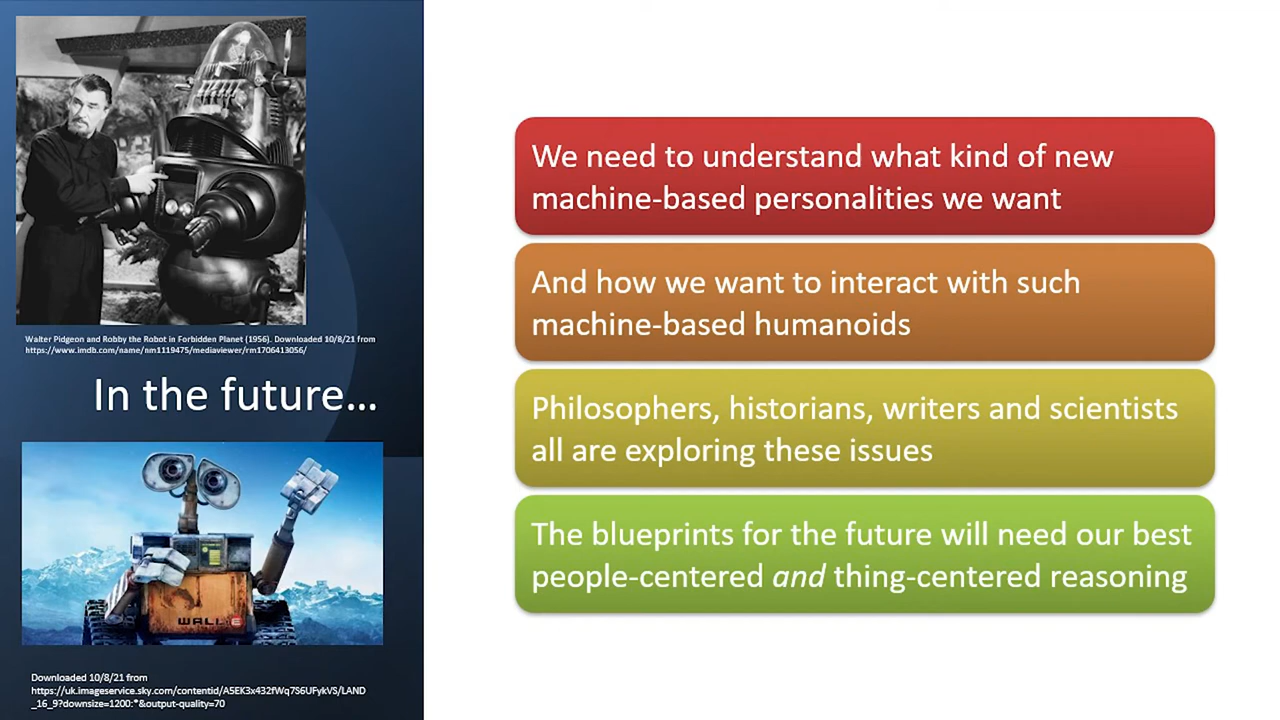 Walter Pidgeon and Robby the Robot in Forbidden Planet (1956). Downloaded 10/8/21 from
https://www.imdb.com/name/nm1119475/mediaviewer/rm1706413056/
In the future...
WALL·E
Downloaded 10/8/21 from
https://uk.imageservice.sky.com/contentid/A5EK3x432fWq7S6UFykVS/LAND
_16_9?downsize=1200:*&output-quality=70
We need to understand what kind of new
machine-based personalities we want
And how we want to interact with such
machine-based humanoids
Philosophers, historians, writers and scientists
all are exploring these issues
The blueprints for the future will need our best
people-centered and thing-centered reasoning